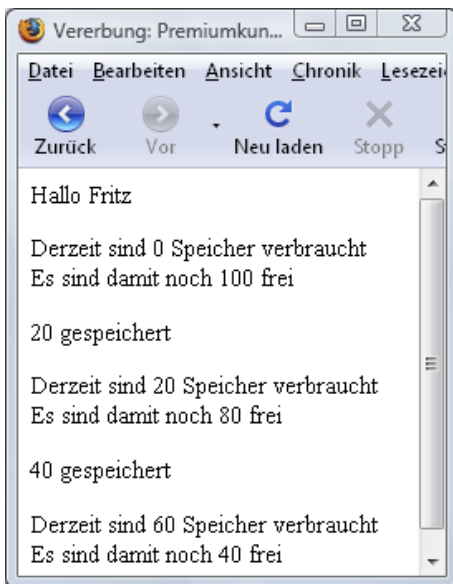 Vererbung: Premiumkun...
Datei Bearbeiten Ansicht Chronik Lesezei
Zurück Vor Neu laden Stopp S
Hallo Fritz
Derzeit sind 0 Speicher verbraucht
Es sind damit noch 100 frei
20 gespeichert
Derzeit sind 20 Speicher verbraucht
Es sind damit noch 80 frei
40 gespeichert
Derzeit sind 60 Speicher verbraucht
Es sind damit noch 40 frei